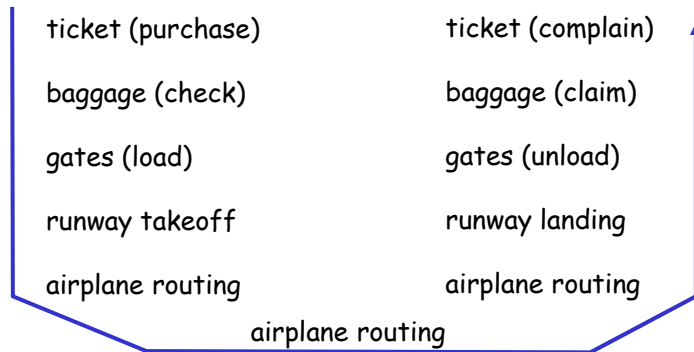 ticket (purchase)
ticket (complain)
baggage (check)
baggage (claim)
gates (load)
gates (unload)
runway takeoff
runway landing
airplane routing
airplane routing
airplane routing